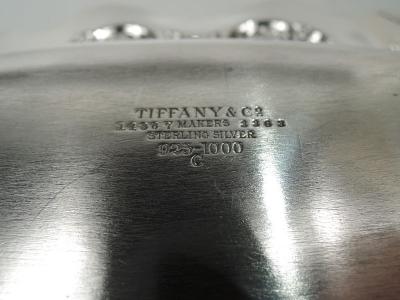 TIFFANY & Co
MAKERS
STERLING SILVER
925-1000
C